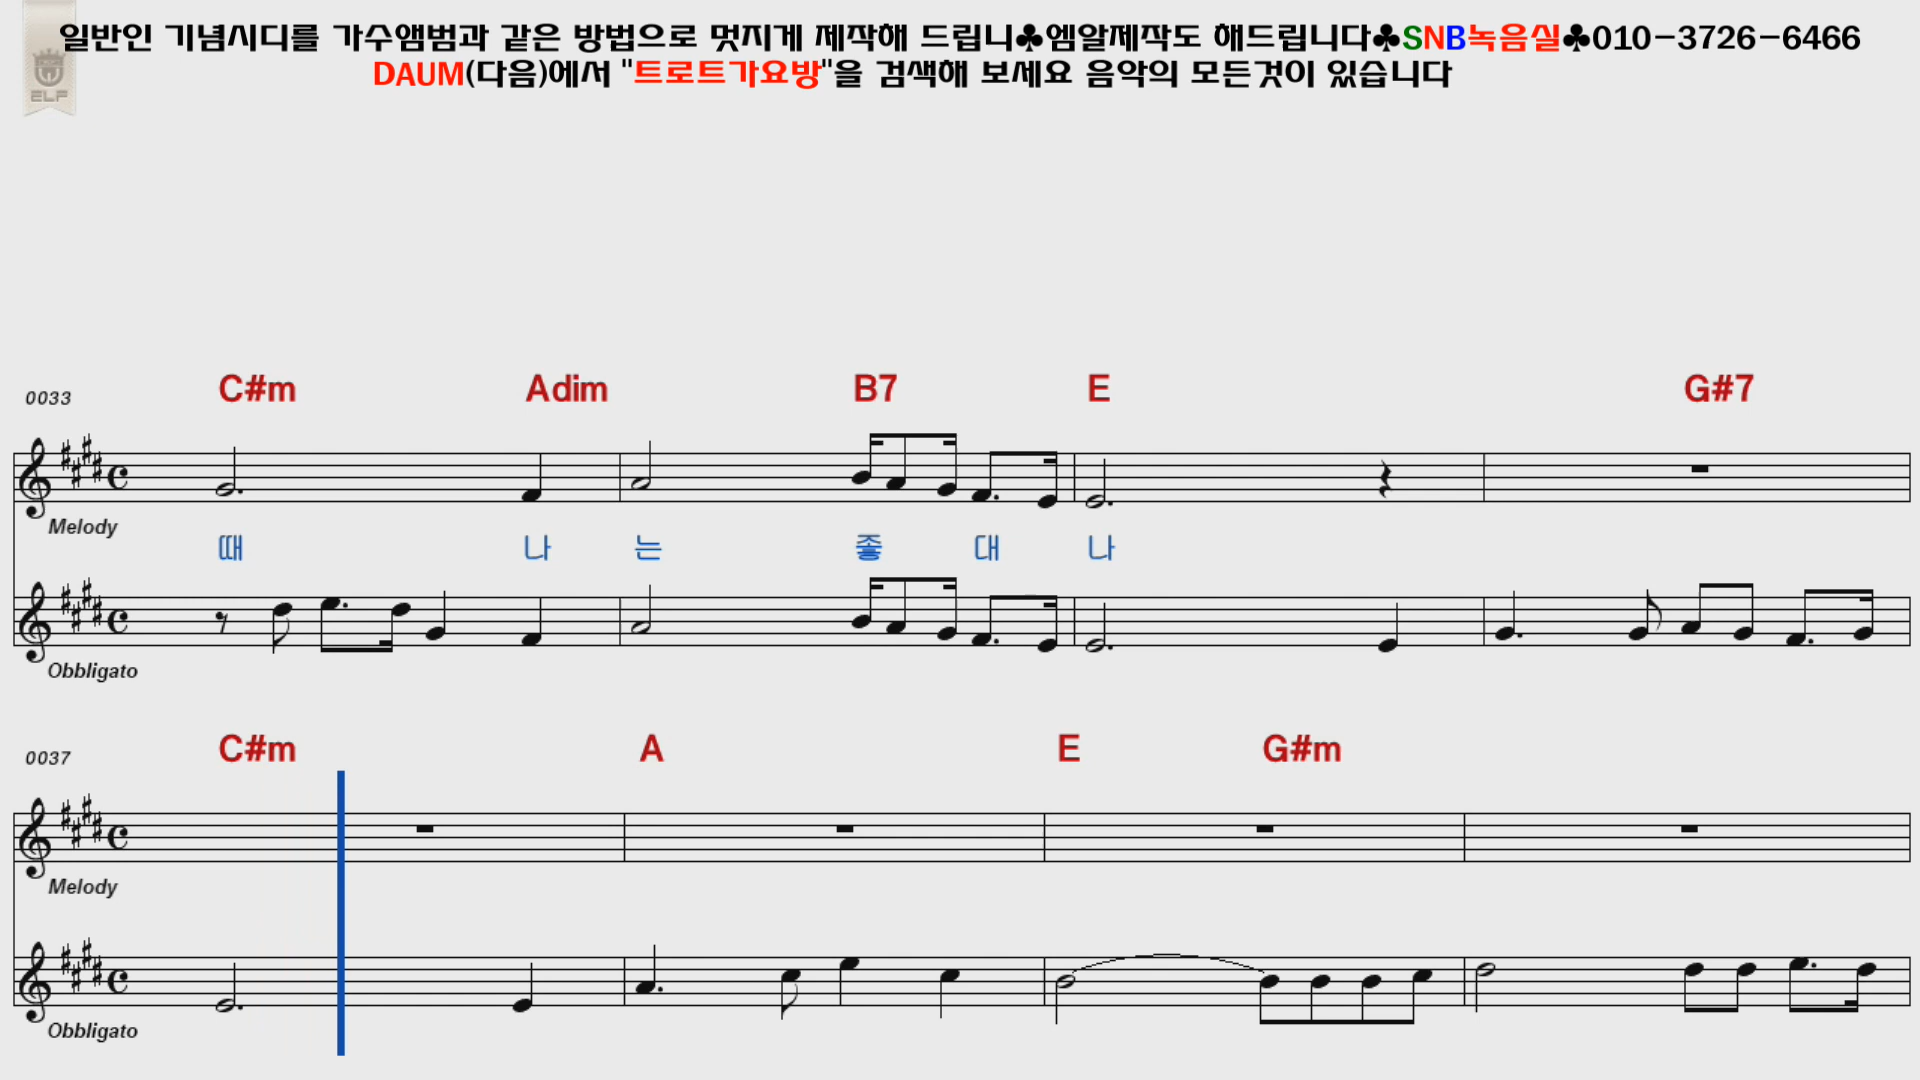 일반인 기념시디를 가수앰범과 같은 방법으로 멋지게 제작해 드립니♣엠알제작도 해드립니다♣SNB녹음실♣010-3726-6466
DAUM(다음)에서 "트로트가요방"을 검색해 보세요 음악의 모든것이 있습니다
ELF
0033 C#m Adim B7 E G#7
Melody
때 나 는 좋 대 나
Obbligato
0037 C#m A E G#m
Melody
Obbligato